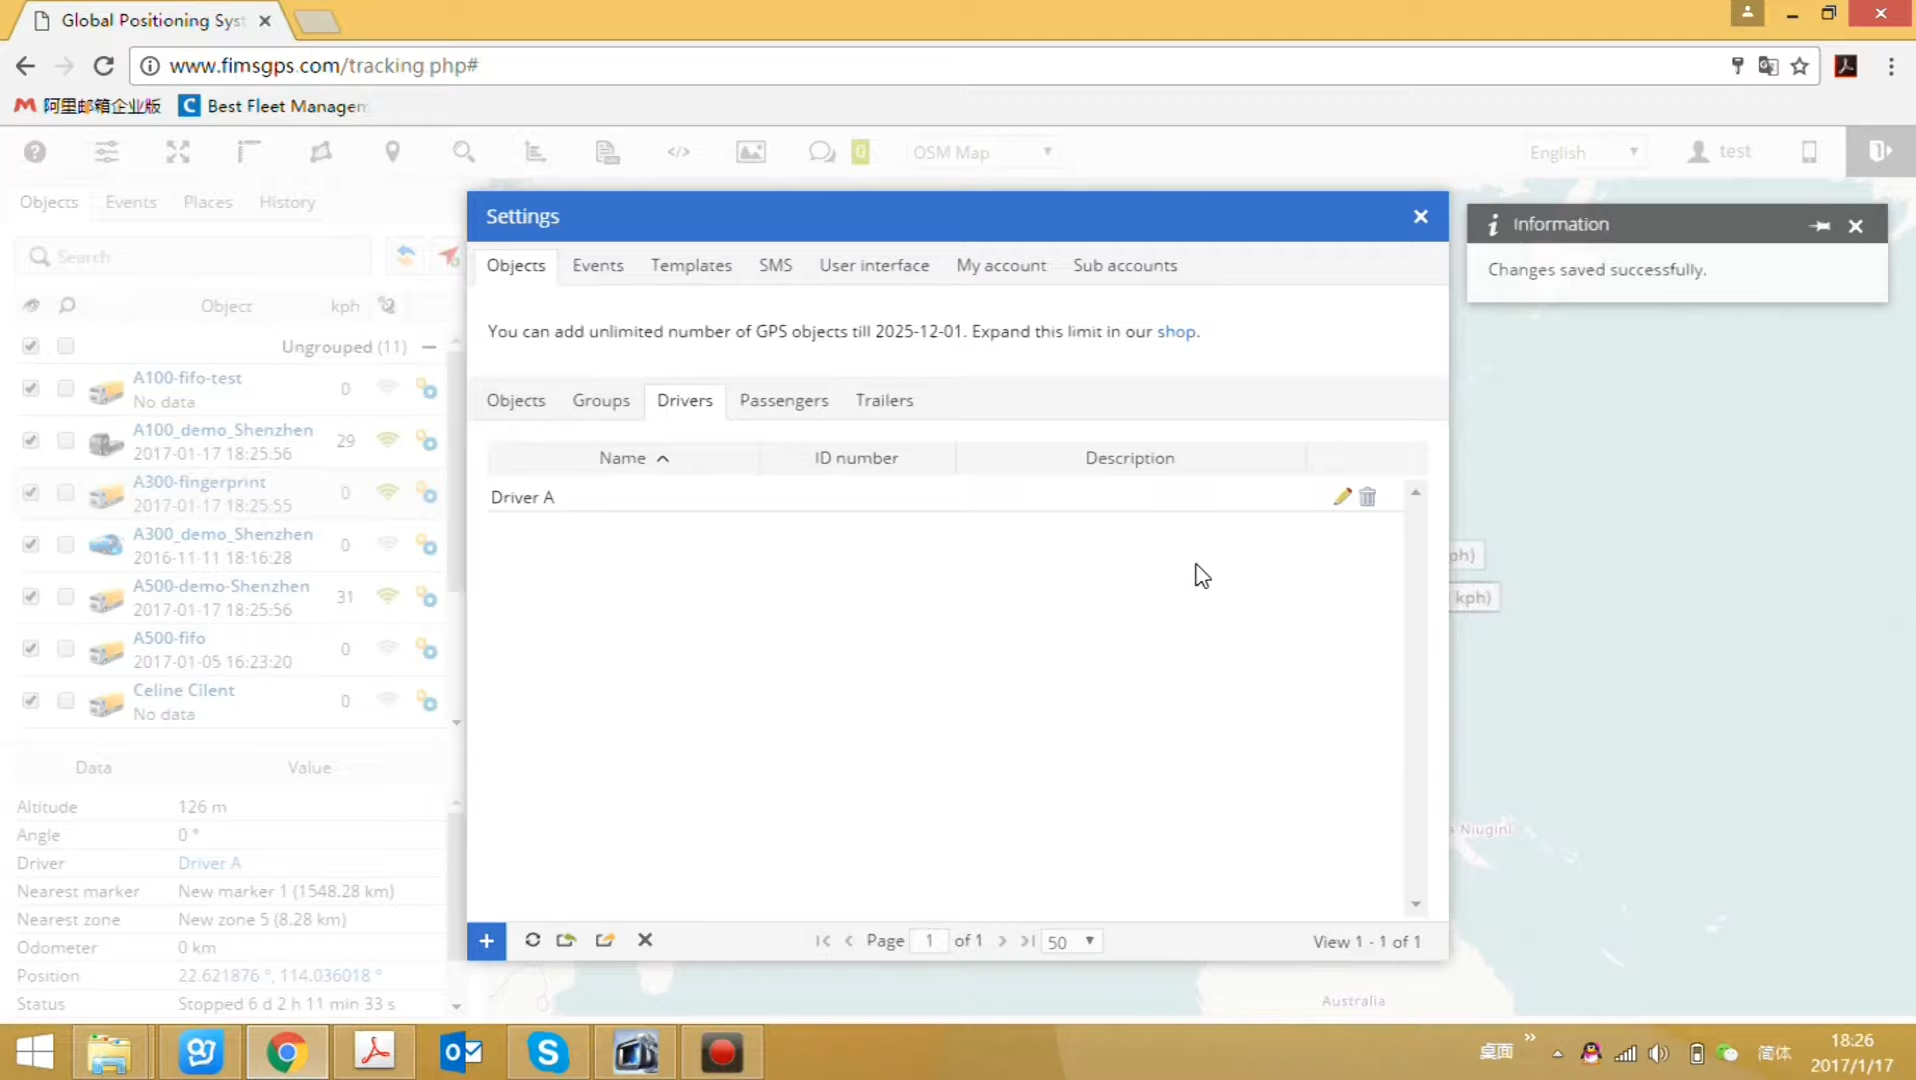 Global Positioning Syst
www.fimsgps.com/tracking.php#
阿里邮箱企业版
Best Fleet Managem
0
OSM Map
English
test
Objects
Events
Places
History
Search
Object
kph
Ungrouped (11)
A100-fifo-test
No data
0
A100_demo_Shenzhen
2017-01-17 18:25:56
29
A300-fingerprint
2017-01-17 18:25:55
0
A300_demo_Shenzhen
2016-11-11 18:16:28
0
A500-demo-Shenzhen
2017-01-17 18:25:56
31
A500-fifo
2017-01-05 16:23:20
0
Celine Cilent
No data
0
Data
Value
Altitude
126 m
Angle
0 °
Driver
Driver A
Nearest marker
New marker 1 (1548.28 km)
Nearest zone
New zone 5 (8.28 km)
Odometer
0 km
Position
22.621876 °, 114.036018 °
Status
Stopped 6 d 2 h 11 min 33 s
Settings
Objects
Events
Templates
SMS
User interface
My account
Sub accounts
You can add unlimited number of GPS objects till 2025-12-01. Expand this limit in our shop.
Objects
Groups
Drivers
Passengers
Trailers
Name
ID number
Description
Driver A
Page 1 of 1
50
View 1 - 1 of 1
Information
Changes saved successfully.
ph)
kph)
a Niugini
Australia
桌面
简体
18:26
2017/1/17